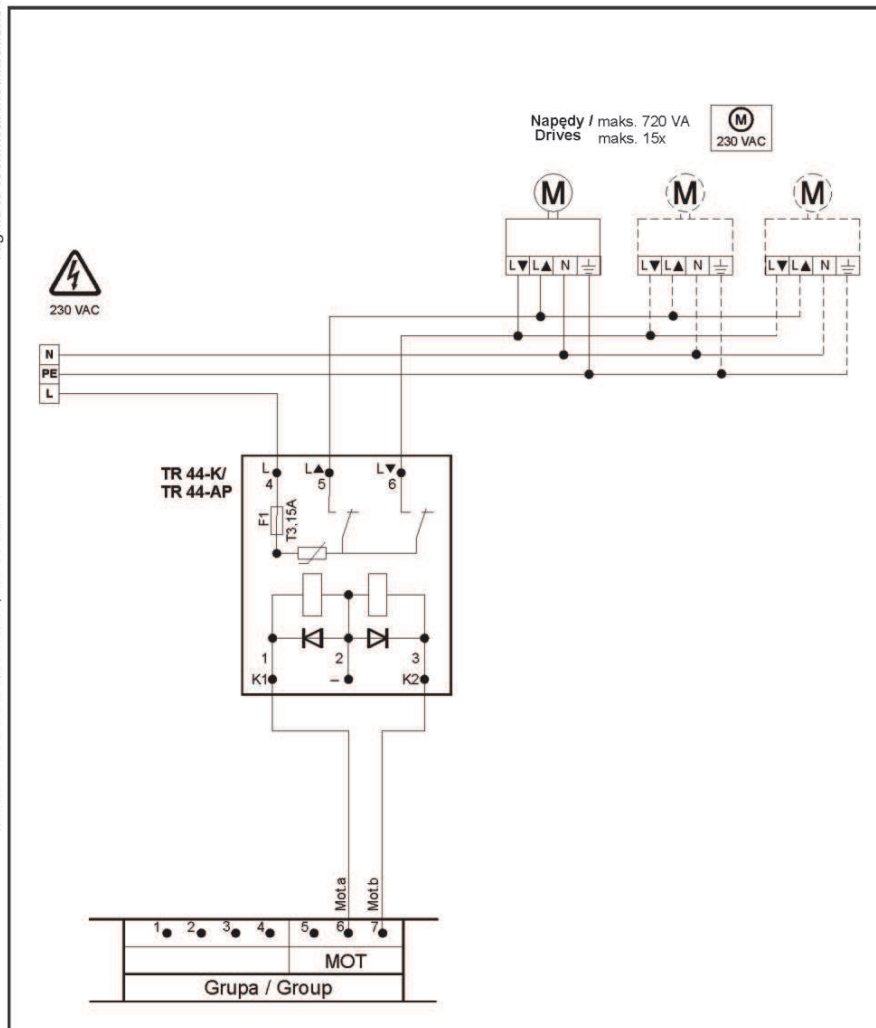 Napędy / maks. 720 VA
Drives maks. 15x
M
230 VAC
M
M
M
L▼ L▲ N
L▼ L▲ N
L▼ L▲ N
230 VAC
N
PE
L
TR 44-K/
TR 44-AP
L
4
L▲
5
L▼
6
F1
T3,15A
1
2
3
K1
–
K2
Mot.a
Mot.b
1 2 3 4 5 6 7
MOT
Grupa / Group